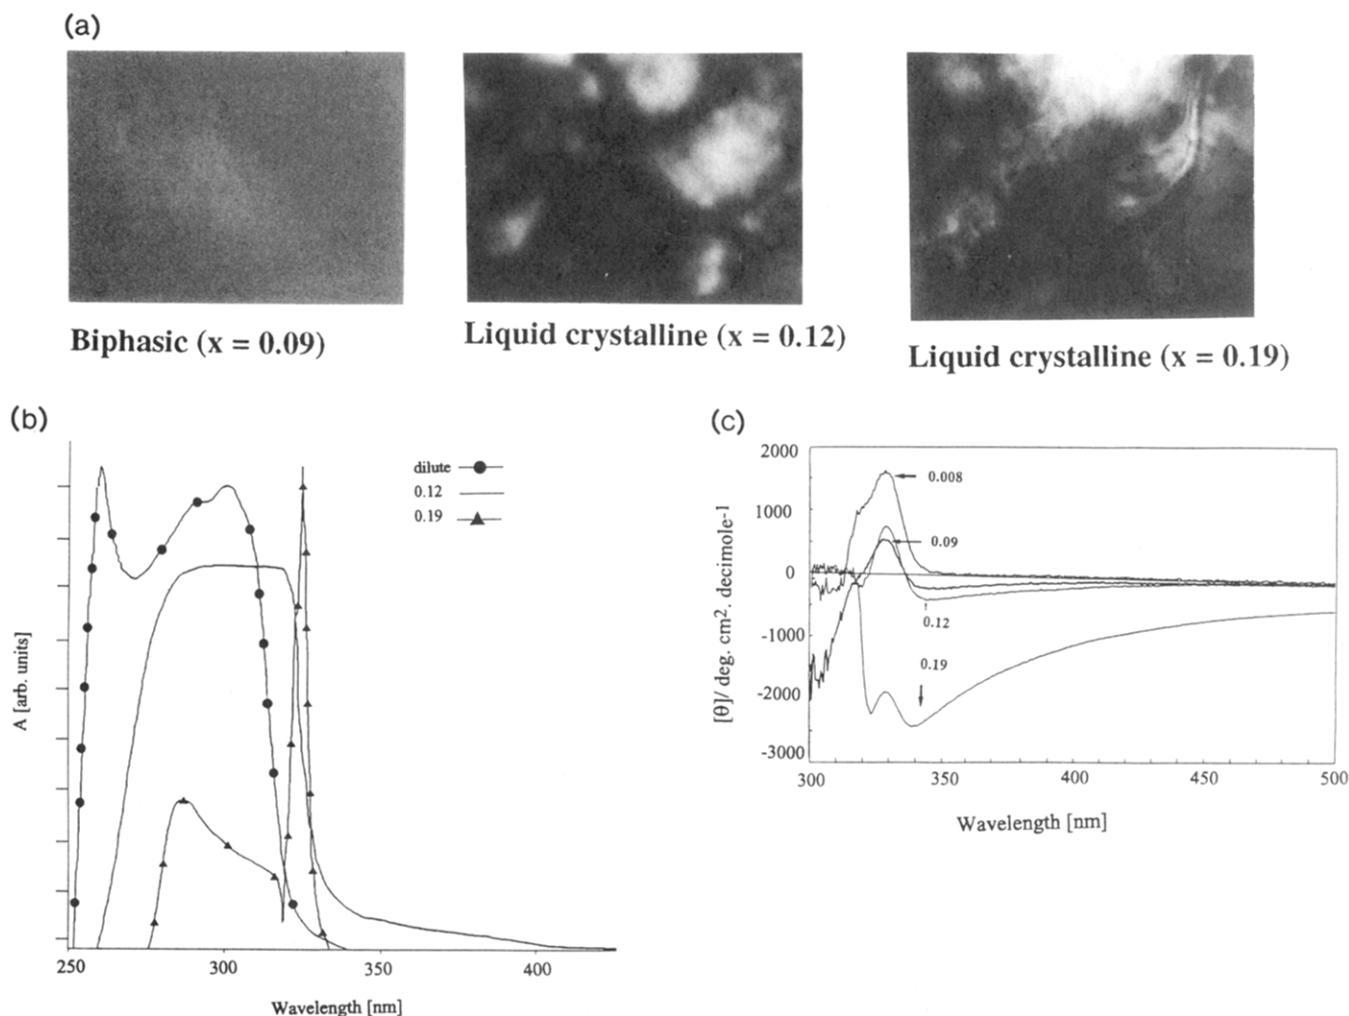 (a)
Biphasic (x = 0.09)
Liquid crystalline (x = 0.12)
Liquid crystalline (x = 0.19)
(b)
dilute
0.12
0.19
A [arb. units]
250 300 350 400
Wavelength [nm]
(c)
2000
1000
0
-1000
-2000
-3000
0.008
0.09
0.12
0.19
[θ]/ deg. cm². decimole-1
300 350 400 450 500
Wavelength [nm]